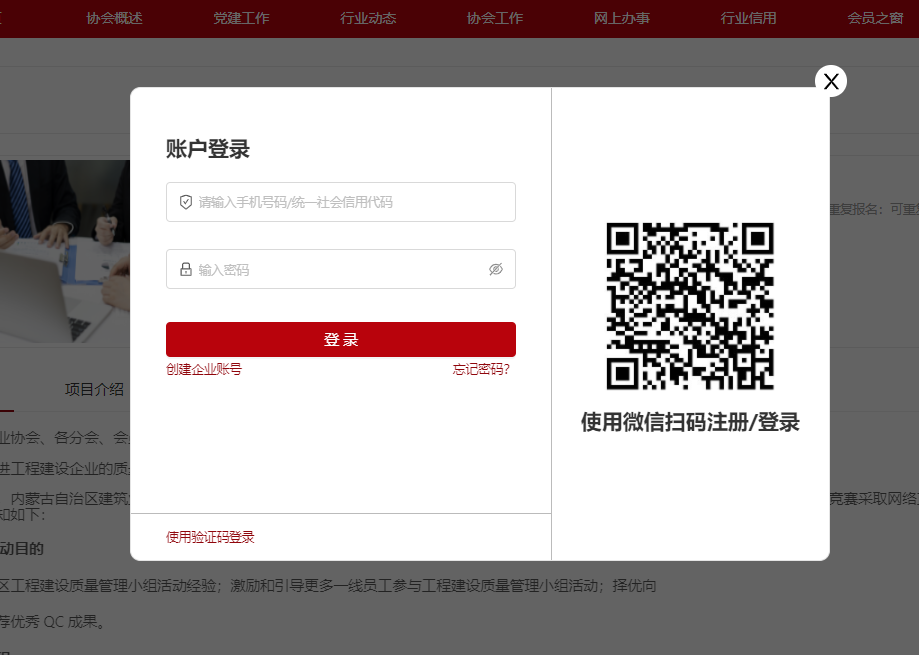 协会概述 党建工作 行业动态 协会工作 网上办事 行业信用 会员之窗
X
账户登录
请输入手机号码/统一社会信用代码
输入密码
登录
创建企业账号 忘记密码?
使用验证码登录
使用微信扫码注册/登录
重复报名：可重
项目介绍
业协会、各分会、会
进工程建设企业的质
内蒙古自治区建筑 竞赛采取网络
知如下：
动目的
区工程建设质量管理小组活动经验；激励和引导更多一线员工参与工程建设质量管理小组活动；择优向
荐优秀 QC 成果。